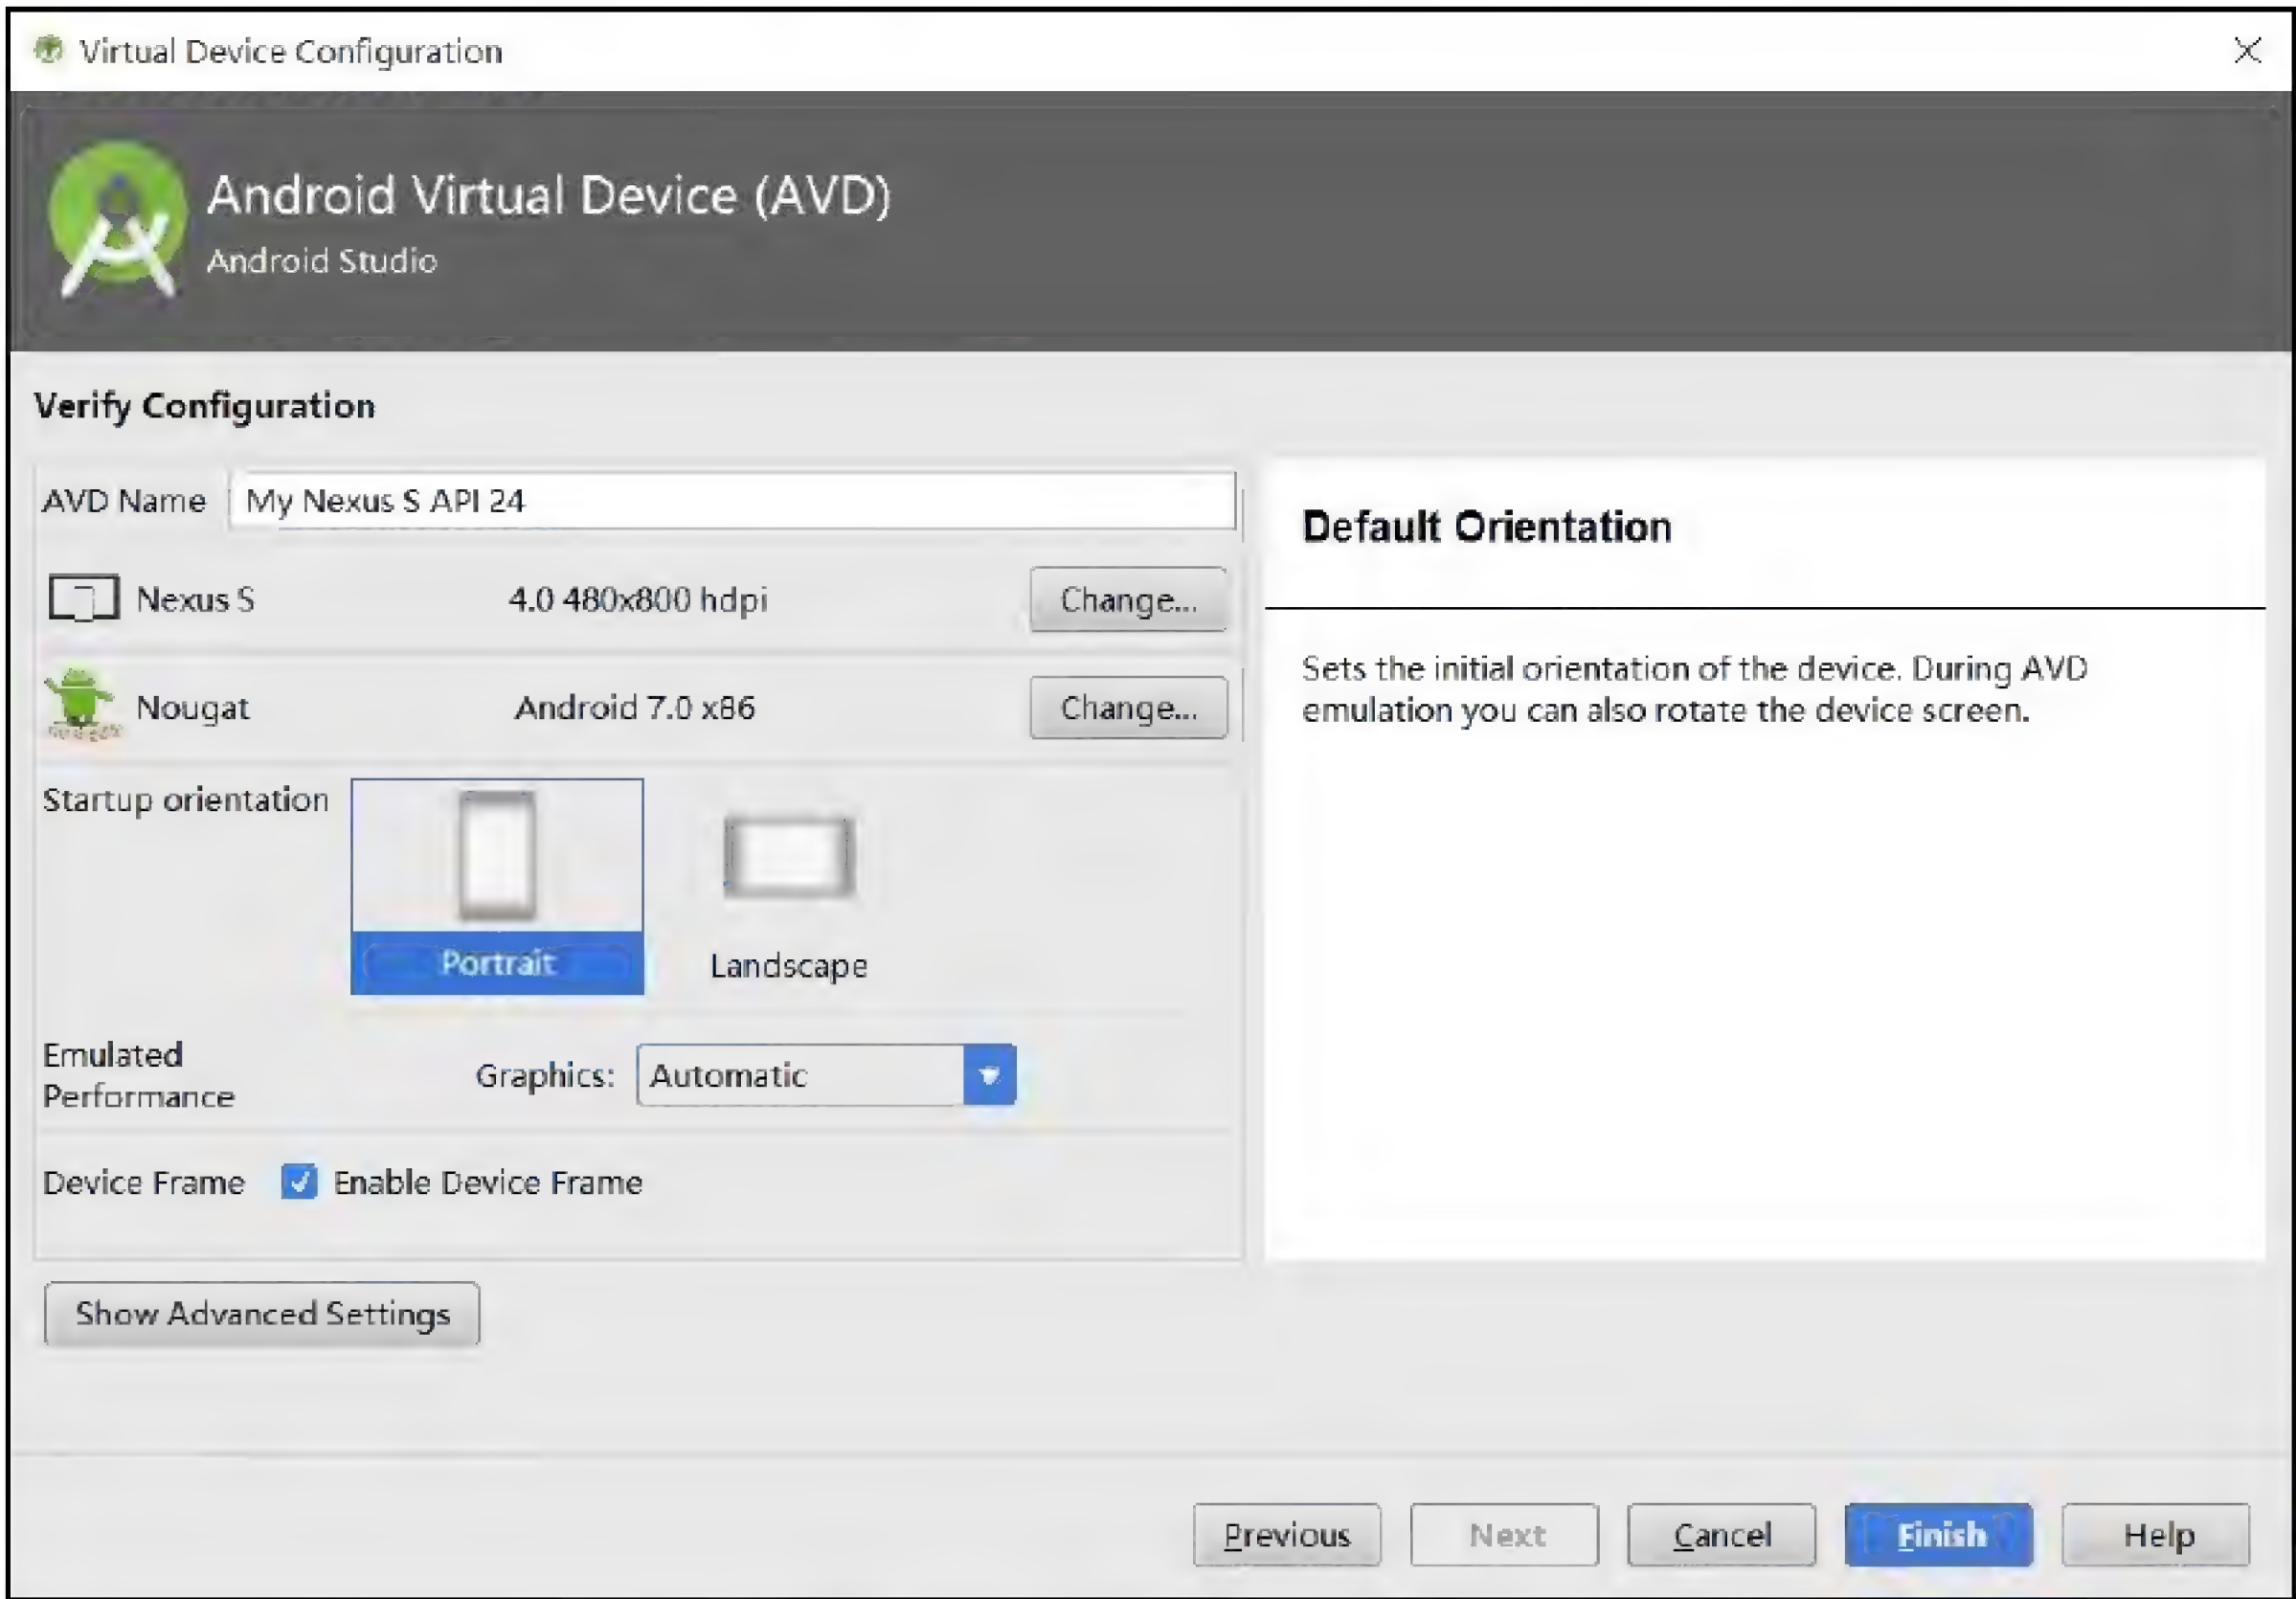 Virtual Device Configuration
Android Virtual Device (AVD)
Android Studio
Verify Configuration
AVD Name My Nexus S API 24
Nexus S 4.0 480x800 hdpi Change...
Nougat Android 7.0 x86 Change...
Startup orientation
Portrait Landscape
Emulated
Performance
Graphics: Automatic
Device Frame Enable Device Frame
Show Advanced Settings
Default Orientation
Sets the initial orientation of the device. During AVD
emulation you can also rotate the device screen.
Previous Next Cancel Finish Help